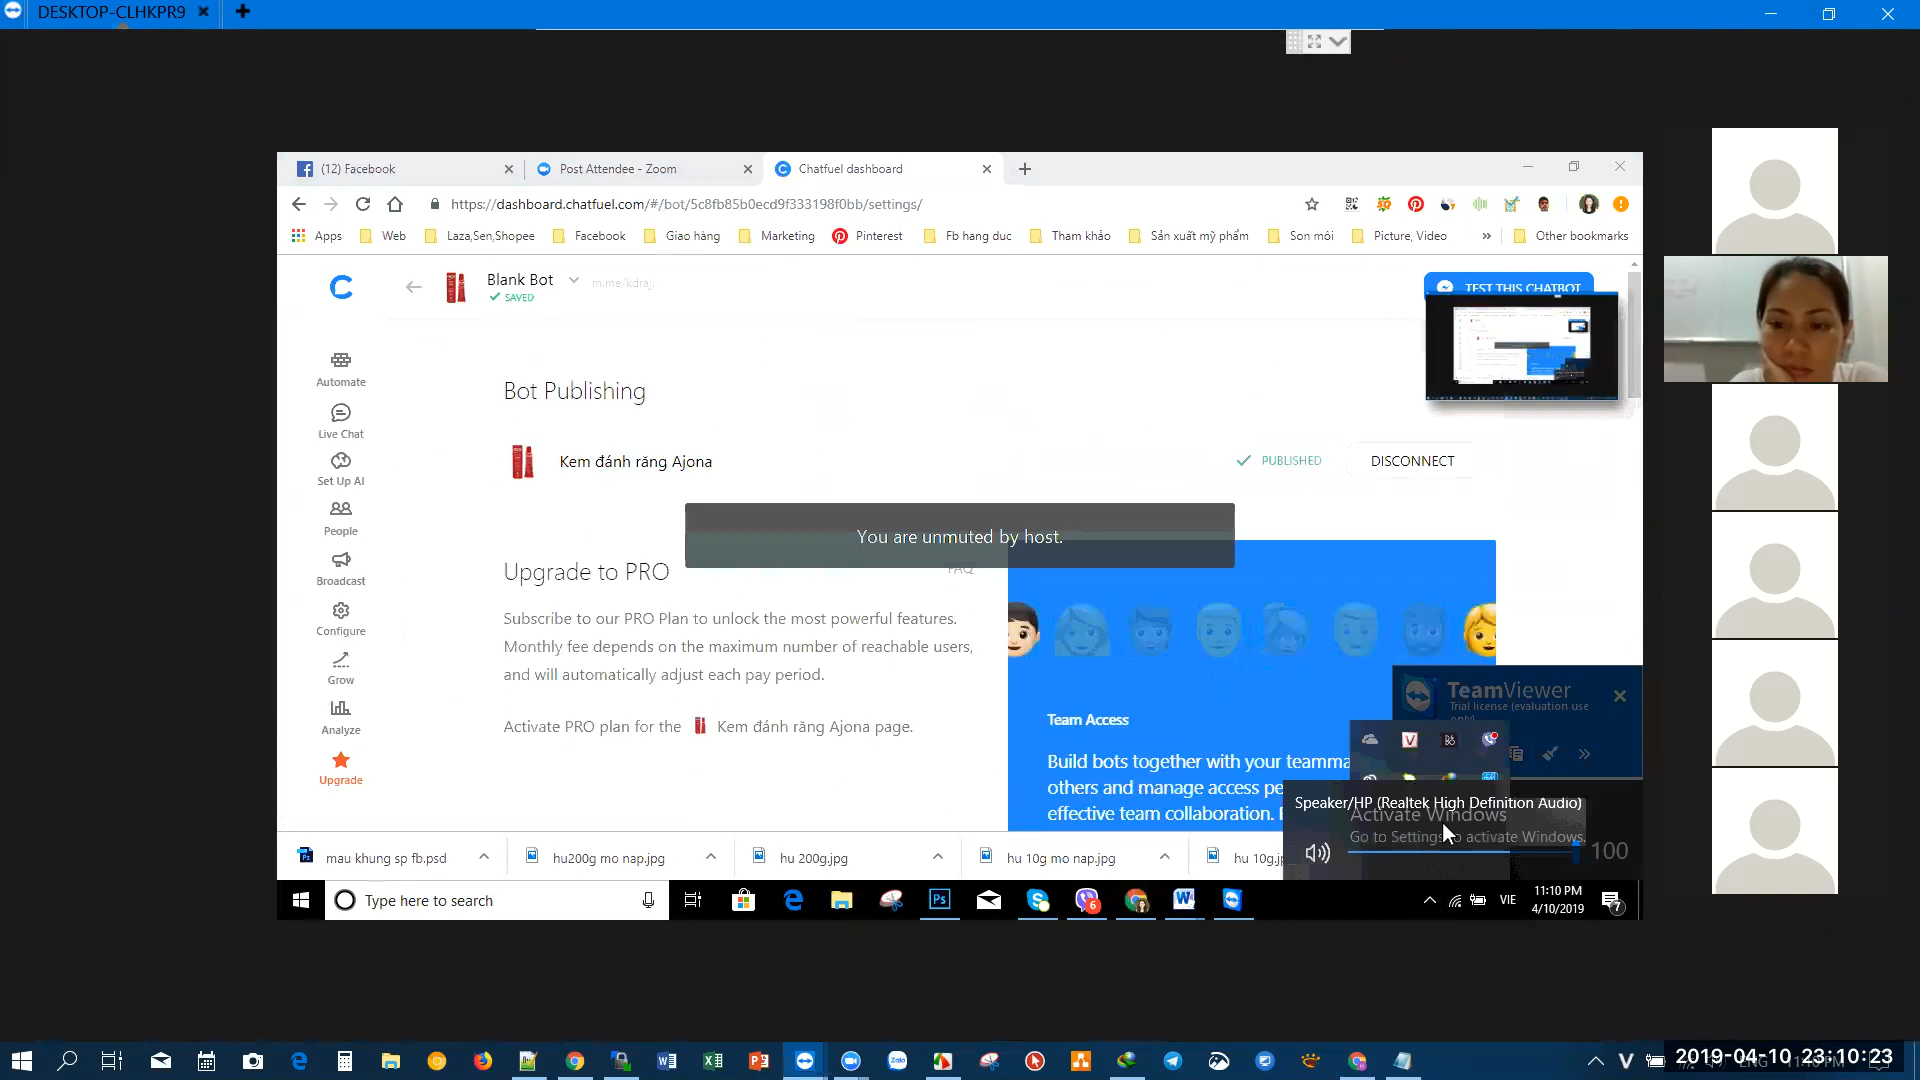 DESKTOP-CLHKPR9
(12) Facebook
Post Attendee - Zoom
Chatfuel dashboard
https://dashboard.chatfuel.com/#/bot/5c8fb85b0ecd9f333198f0bb/settings/
Apps
Web
Laza,Sen,Shopee
Facebook
Giao hàng
Marketing
Pinterest
Fb hang duc
Tham khảo
Sản xuất mỹ phẩm
Son môi
Picture, Video
»
Other bookmarks
Blank Bot
m.me/kdraj...
SAVED
TEST THIS CHATBOT
Automate
Live Chat
Set Up AI
People
Broadcast
Configure
Grow
Analyze
Upgrade
Bot Publishing
Kem đánh răng Ajona
PUBLISHED
DISCONNECT
You are unmuted by host.
Upgrade to PRO
FAQ
Subscribe to our PRO Plan to unlock the most powerful features.
Monthly fee depends on the maximum number of reachable users,
and will automatically adjust each pay period.
Activate PRO plan for the Kem đánh răng Ajona page.
Team Access
Build bots together with your teamma
others and manage access pe
effective team collaboration.
TeamViewer
Trial license (evaluation use
only)
Speaker/HP (Realtek High Definition Audio)
Activate Windows
Go to Settings to activate Windows.
100
mau khung sp fb.psd
hu200g mo nap.jpg
hu 200g.jpg
hu 10g mo nap.jpg
hu 10g.jp
Type here to search
VIE
11:10 PM
4/10/2019
7
2019-04-10 23:10:23